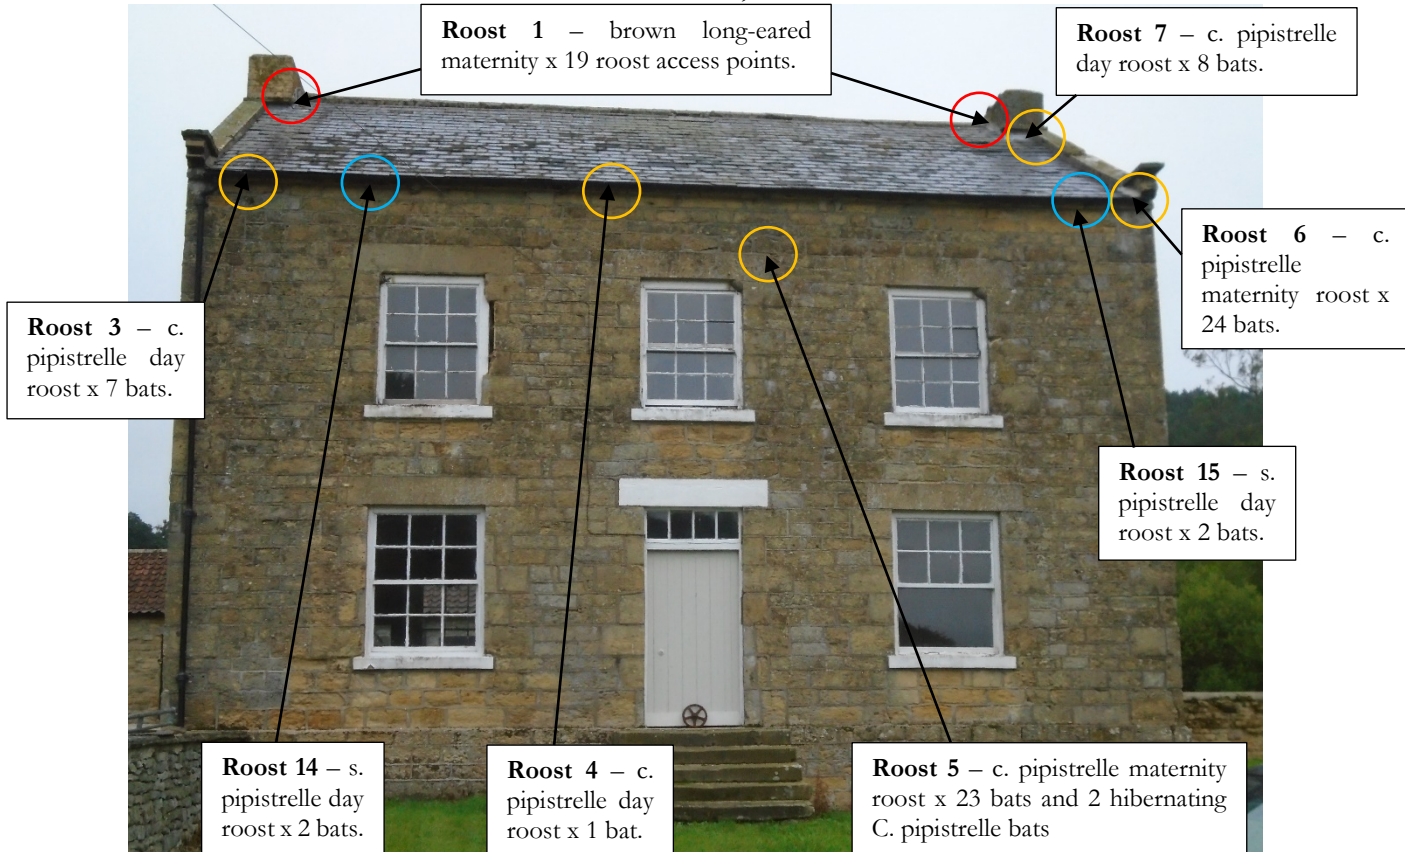 Roost 1 – brown long-eared
maternity x 19 roost access points.
Roost 7 – c. pipistrelle
day roost x 8 bats.
Roost 6 – c.
pipistrelle
maternity roost x
24 bats.
Roost 3 – c.
pipistrelle day
roost x 7 bats.
Roost 15 – s.
pipistrelle day
roost x 2 bats.
Roost 14 – s.
pipistrelle day
roost x 2 bats.
Roost 4 – c.
pipistrelle day
roost x 1 bat.
Roost 5 – c. pipistrelle maternity
roost x 23 bats and 2 hibernating
C. pipistrelle bats